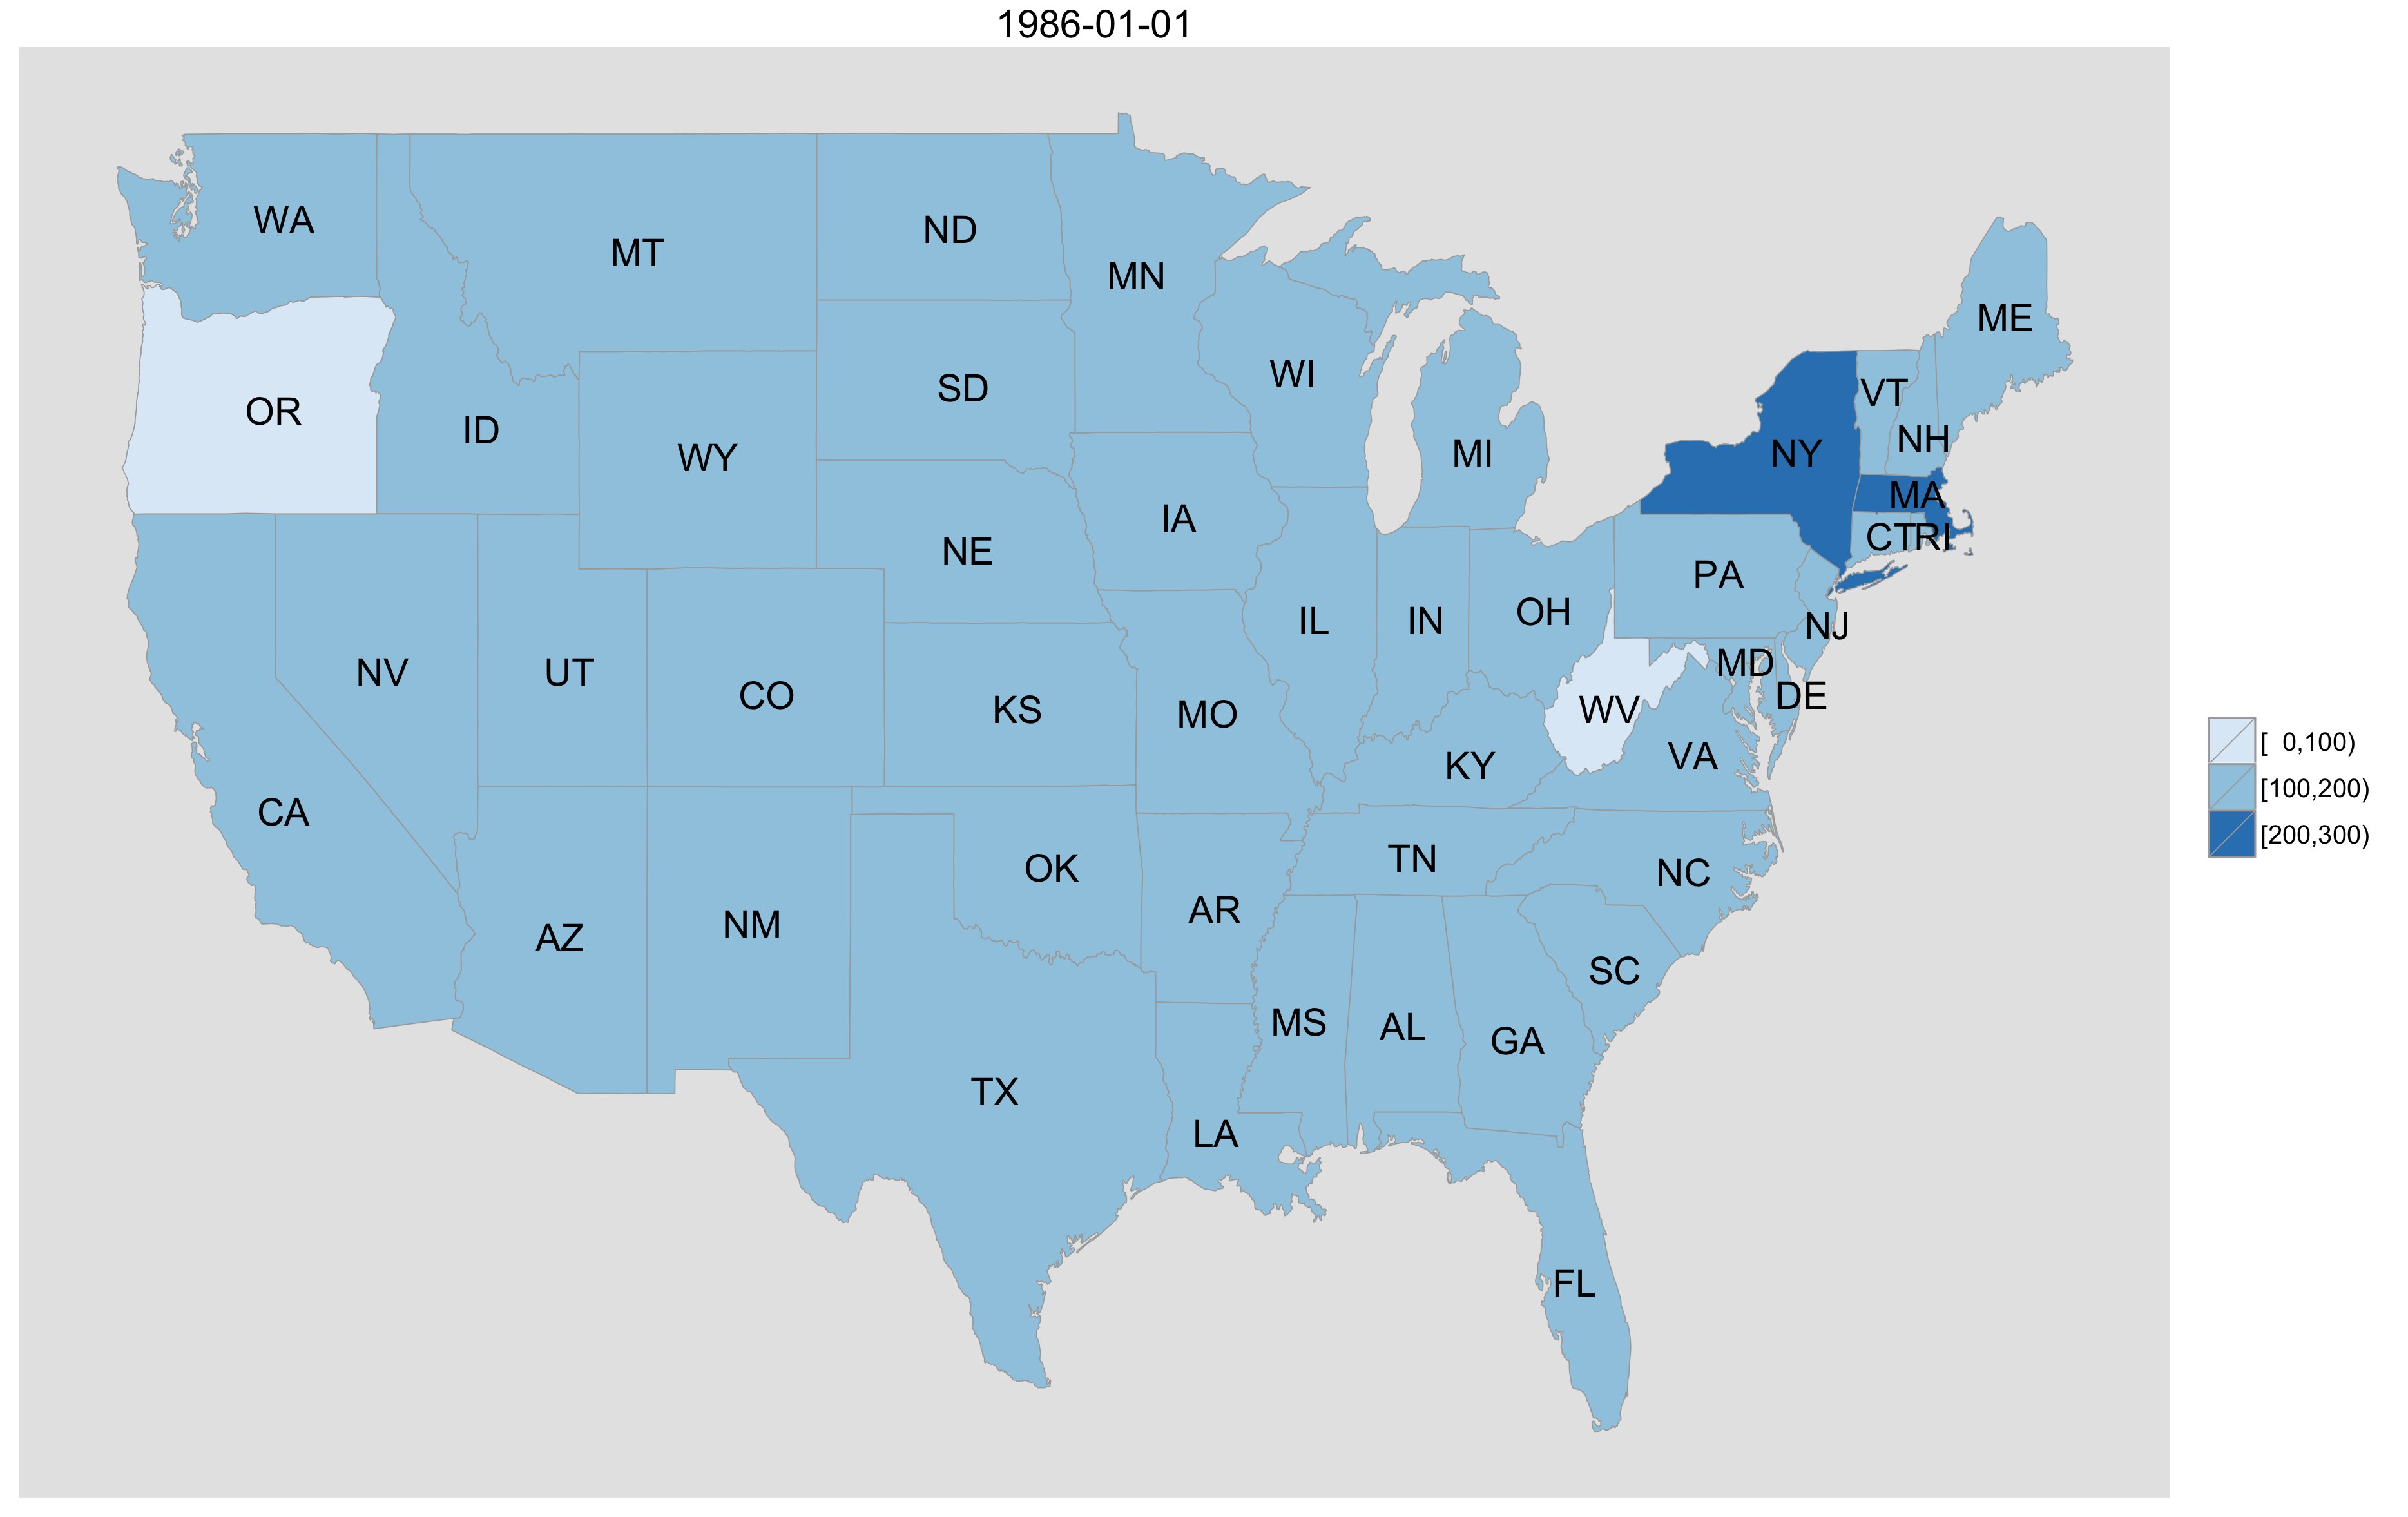 1986-01-01
WA
MT
ND
MN
ME
OR
ID
WY
SD
WI
MI
NY
VT
NH
MA
CT
RI
NE
IA
PA
NJ
NV
UT
CO
KS
MO
IL
IN
OH
WV
MD
DE
VA
KY
CA
AZ
NM
OK
AR
TN
NC
SC
MS
AL
GA
TX
LA
FL
[  0,100)
[100,200)
[200,300)